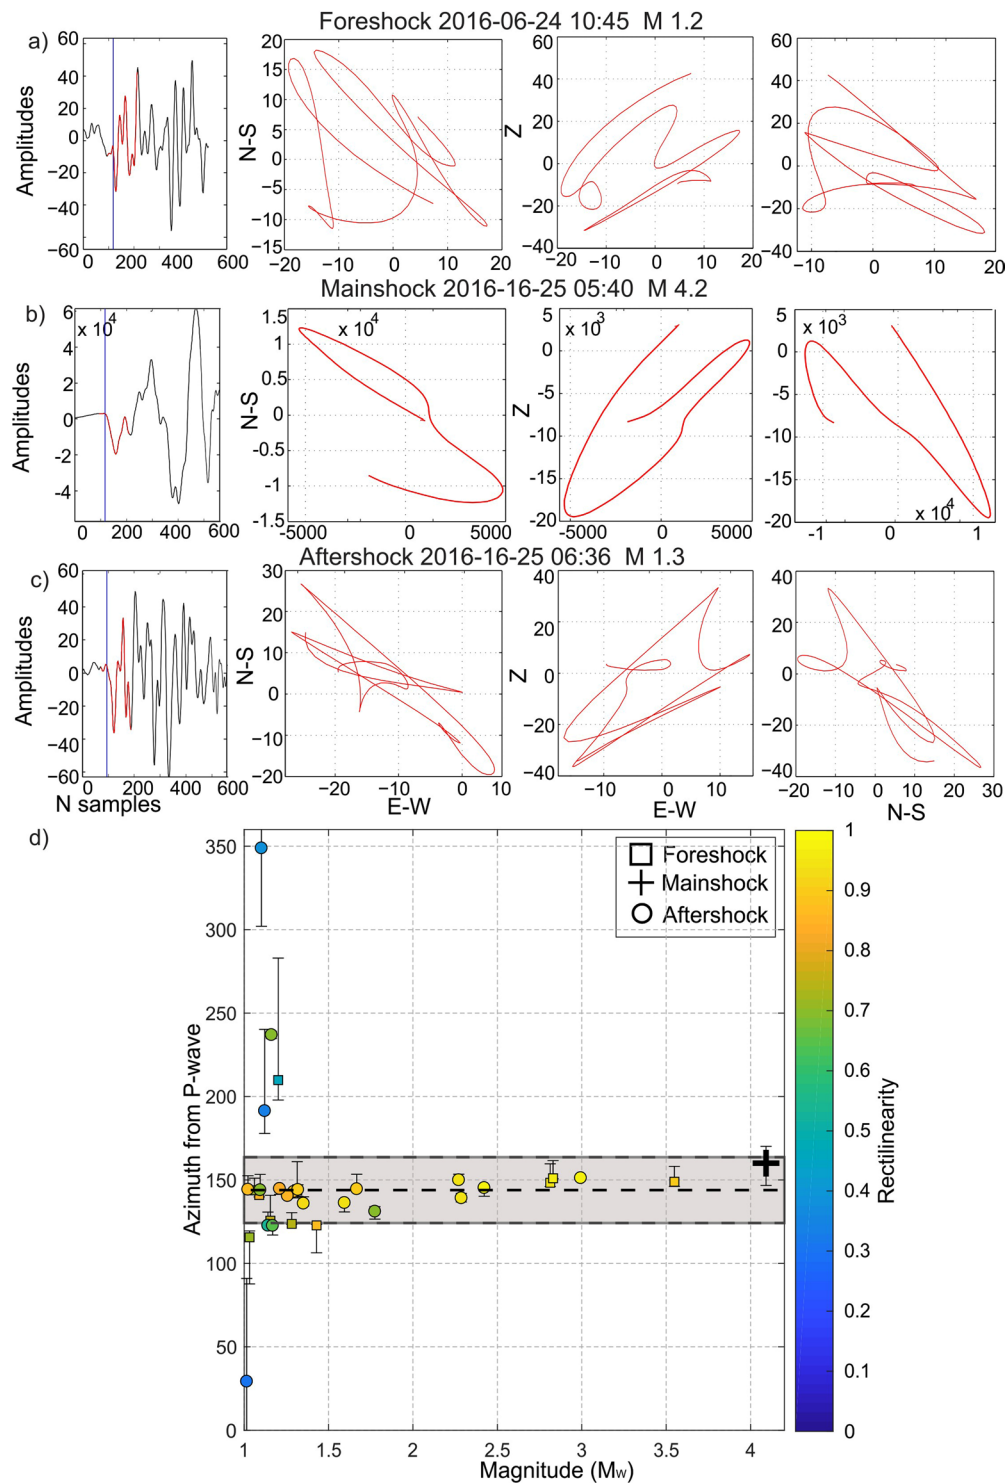 Foreshock 2016-06-24 10:45 M 1.2
a)
Amplitudes
60
40
20
0
−20
−40
−60
0 200 400 600
N-S
20
15
10
5
0
−5
−10
−15
−20 −10 0 10 20
Z
60
40
20
0
−20
−40
−20 −10 0 10 20
60
40
20
0
−20
−40
−10 0 10 20
Mainshock 2016-16-25 05:40 M 4.2
b)
Amplitudes
x 10⁴
6
4
2
0
-2
-4
0 200 400 600
N-S
x 10⁴
1.5
1
0.5
0
-0.5
-1
-1.5
-5000 0 5000
Z
x 10³
5
0
−5
−10
−15
−20
−5000 0 5000
x 10³
5
0
−5
−10
−15
−20
x 10⁴
−1 0 1
Aftershock 2016-16-25 06:36 M 1.3
c)
Amplitudes
60
40
20
0
−20
−40
−60
0 200 400 600
N samples
N-S
30
20
10
0
−10
−20
−20 −10 0 10
E-W
Z
40
20
0
−20
−40
−10 0 10
E-W
40
20
0
−20
−40
−20 −10 0 10 20 30
N-S
d)
Azimuth from P-wave
350
300
250
200
150
100
50
0
1 1.5 2 2.5 3 3.5 4
Magnitude (Mw)
Foreshock
Mainshock
Aftershock
1
0.9
0.8
0.7
0.6
0.5
0.4
0.3
0.2
0.1
0
Rectilinearity